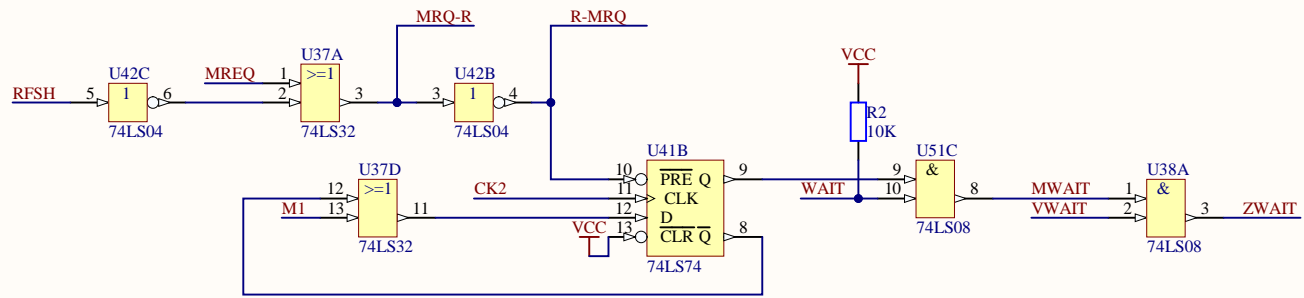 MRQ-R
R-MRQ
U42C
U37A
U42B
VCC
MREQ
1
>=1
RFSH
5
1
6
2
3
3
1
4
74LS04
74LS32
74LS04
R2
10K
U37D
U41B
U51C
U38A
12
>=1
10
PRE
Q
9
9
&
M1
13
11
CK2
11
CLK
WAIT
10
8
MWAIT
1
&
12
D
VWAIT
2
3
ZWAIT
VCC
13
CLR
Q
8
74LS32
74LS74
74LS08
74LS08